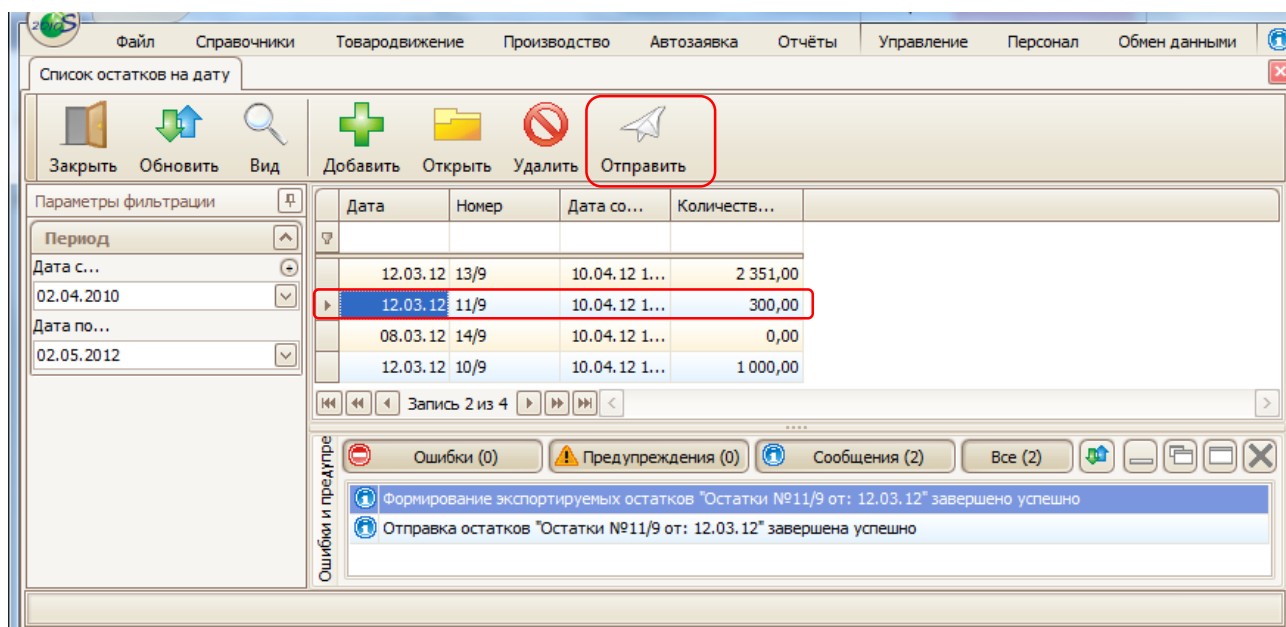 Файл Справочники Товародвижение Производство Автозаявка Отчёты Управление Персонал Обмен данными
Список остатков на дату
Закрыть Обновить Вид Добавить Открыть Удалить Отправить
Параметры фильтрации
Период
Дата с...
02.04.2010
Дата по...
02.05.2012
Дата Номер Дата со... Количеств...
12.03.12 13/9 10.04.12 1... 2 351,00
12.03.12 11/9 10.04.12 1... 300,00
08.03.12 14/9 10.04.12 1... 0,00
12.03.12 10/9 10.04.12 1... 1 000,00
Запись 2 из 4
Ошибки и предупре
Ошибки (0) Предупреждения (0) Сообщения (2) Все (2)
Формирование экспортируемых остатков "Остатки №11/9 от: 12.03.12" завершено успешно
Отправка остатков "Остатки №11/9 от: 12.03.12" завершена успешно